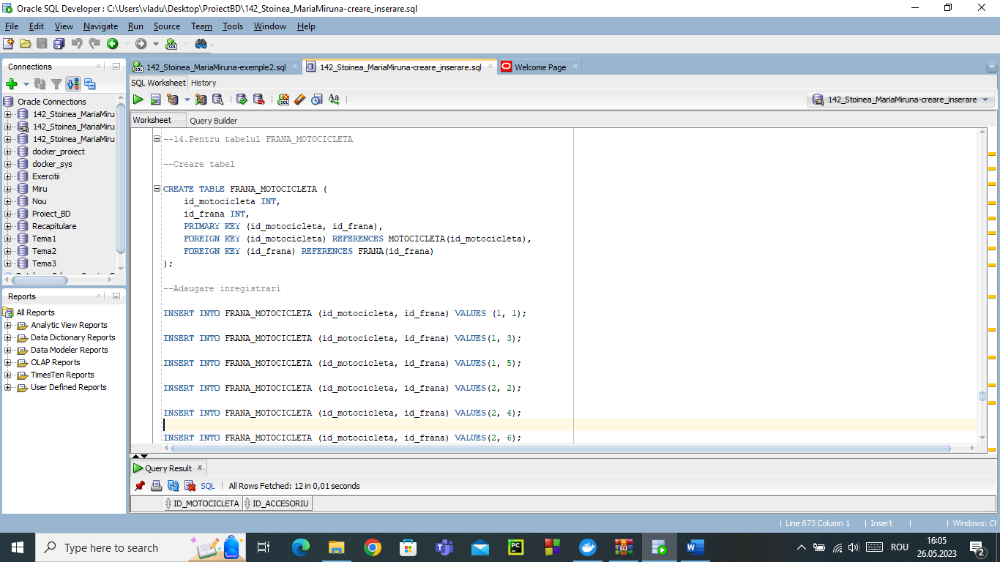 Oracle SQL Developer : C:\Users\vladu\Desktop\ProiectBD\142_Stoinea_MariaMiruna-creare_inserare.sql
File Edit View Navigate Run Source Team Tools Window Help
Connections
Oracle Connections
142_Stoinea_MariaMiru
142_Stoinea_MariaMiru
142_Stoinea_MariaMiru
docker_project
docker_sys
Exercitii
Miru
Nou
Proiect_BD
Recapitulare
Tema1
Tema2
Tema3
Reports
All Reports
Analytic View Reports
Data Dictionary Reports
Data Modeler Reports
OLAP Reports
TimesTen Reports
User Defined Reports
142_Stoinea_MariaMiruna-exemple2.sql
142_Stoinea_MariaMiruna-creare_inserare.sql
Welcome Page
SQL Worksheet History
142_Stoinea_MariaMiruna-creare_inserare
Worksheet Query Builder
--14.Pentru tabelul FRANA_MOTOCICLETA
--Creare tabel
CREATE TABLE FRANA_MOTOCICLETA (
id_motocicleta INT,
id_frana INT,
PRIMARY KEY (id_motocicleta, id_frana),
FOREIGN KEY (id_motocicleta) REFERENCES MOTOCICLETA(id_motocicleta),
FOREIGN KEY (id_frana) REFERENCES FRANA(id_frana)
);
--Adaugare inregistrari
INSERT INTO FRANA_MOTOCICLETA (id_motocicleta, id_frana) VALUES (1, 1);
INSERT INTO FRANA_MOTOCICLETA (id_motocicleta, id_frana) VALUES(1, 3);
INSERT INTO FRANA_MOTOCICLETA (id_motocicleta, id_frana) VALUES(1, 5);
INSERT INTO FRANA_MOTOCICLETA (id_motocicleta, id_frana) VALUES(2, 2);
INSERT INTO FRANA_MOTOCICLETA (id_motocicleta, id_frana) VALUES(2, 4);
INSERT INTO FRANA_MOTOCICLETA (id_motocicleta, id_frana) VALUES(2, 6);
Query Result
SQL | All Rows Fetched: 12 in 0,01 seconds
ID_MOTOCICLETA ID_ACCESORIU
Line 673 Column 1 | Insert | Windows: CF
Type here to search
ROU
16:05
26.05.2023
2